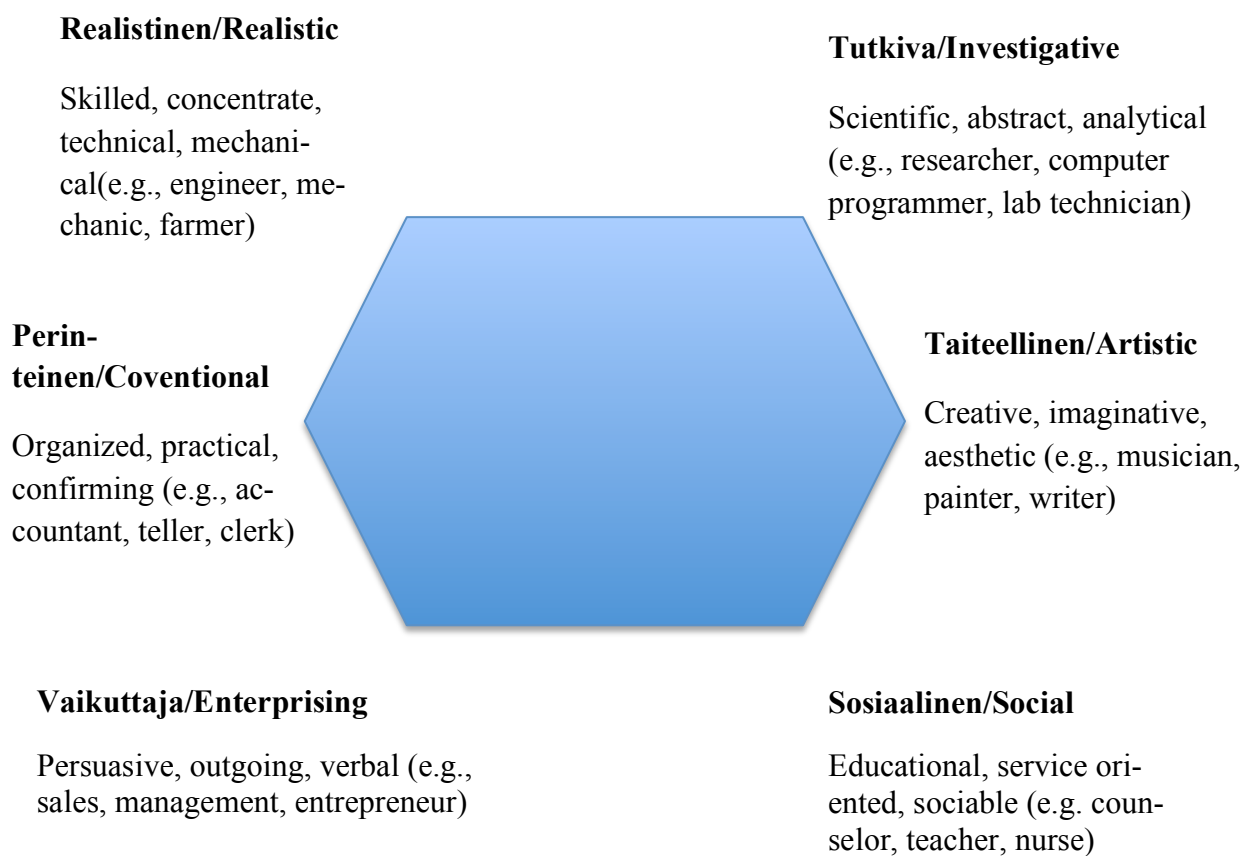 Realistinen/Realistic
Skilled, concentrate,
technical, mechani-
cal(e.g., engineer, me-
chanic, farmer)
Tutkiva/Investigative
Scientific, abstract, analytical
(e.g., researcher, computer
programmer, lab technician)
Perin-
teinen/Coventional
Organized, practical,
confirming (e.g., ac-
countant, teller, clerk)
Taiteellinen/Artistic
Creative, imaginative,
aesthetic (e.g., musician,
painter, writer)
Vaikuttaja/Enterprising
Persuasive, outgoing, verbal (e.g.,
sales, management, entrepreneur)
Sosiaalinen/Social
Educational, service ori-
ented, sociable (e.g. coun-
selor, teacher, nurse)